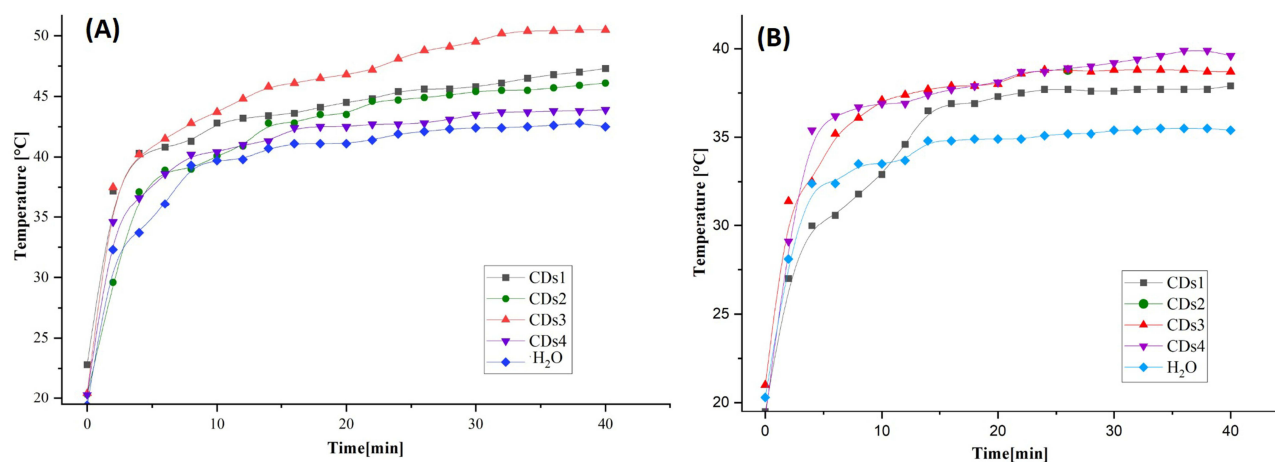 (A)
Temperature [°C]
50
45
40
35
30
25
20
CDs1
CDs2
CDs3
CDs4
H₂O
0
10
20
30
40
Time[min]
(B)
Temperature [°C]
40
35
30
25
20
CDs1
CDs2
CDs3
CDs4
H₂O
0
10
20
30
40
Time[min]